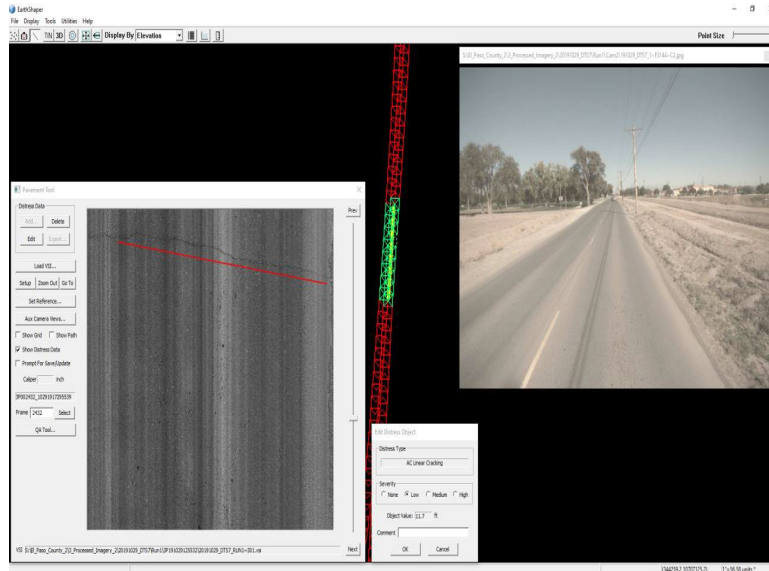 EarthShaper
File Display Tools Utilities Help
TIN 3D Display By Elevation
Point Size
Pavement Tool
Distress Data
Add... Delete
Edit Export...
Load VSI...
Setup Zoom Out Go To
Set Reference...
Aux Camera Views...
Show Grid Show Path
Show Distress Data
Prompt For Save/Update
Caliper inch
Frame 2432 Select
QA Tool...
Prev
Next
Edit Distress Object
Distress Type
AC Linear Cracking
Severity
None Low Medium High
Object Value: 11.7 ft
Comment
OK Cancel